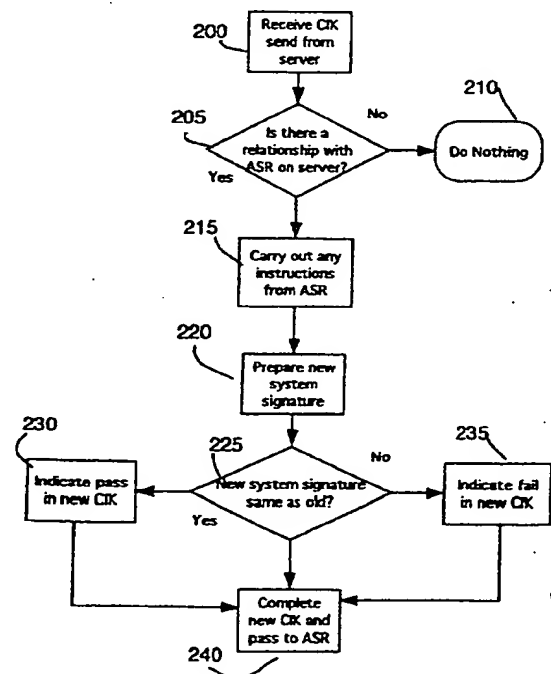 200
Receive CIK
send from
server
205
Is there a
relationship with
ASR on server?
No
Yes
210
Do Nothing
215
Carry out any
instructions
from ASR
220
Prepare new
system
signature
225
New system signature
same as old?
No
Yes
230
Indicate pass
in new CIK
235
Indicate fail
in new CIK
Complete
new CIK and
pass to ASR
240